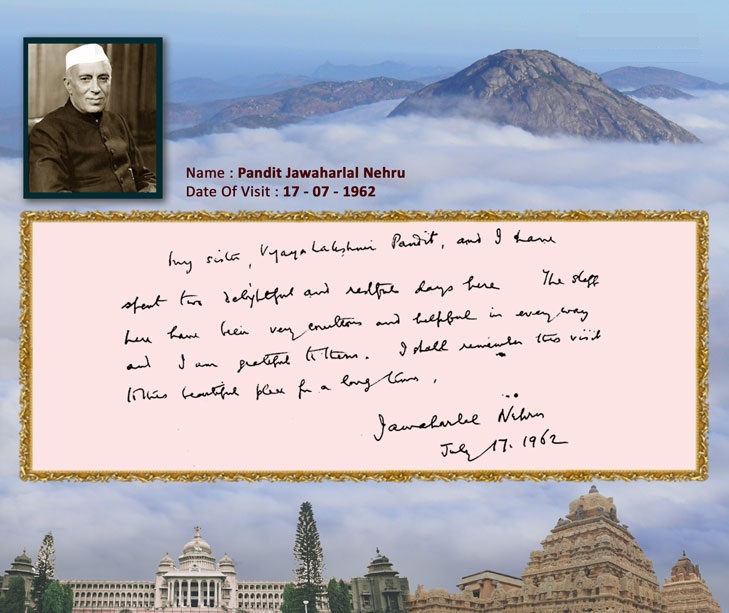 Name : Pandit Jawaharlal Nehru
Date Of Visit : 17 - 07 - 1962
My sister, Vijaya Lakshmi Pandit, and I have
spent two delightful and restful days here. The staff
here have been very courteous and helpful in every way
and I am grateful to them. I shall remember this visit
to this beautiful place for a long time.
Jawaharlal Nehru
July 17. 1962